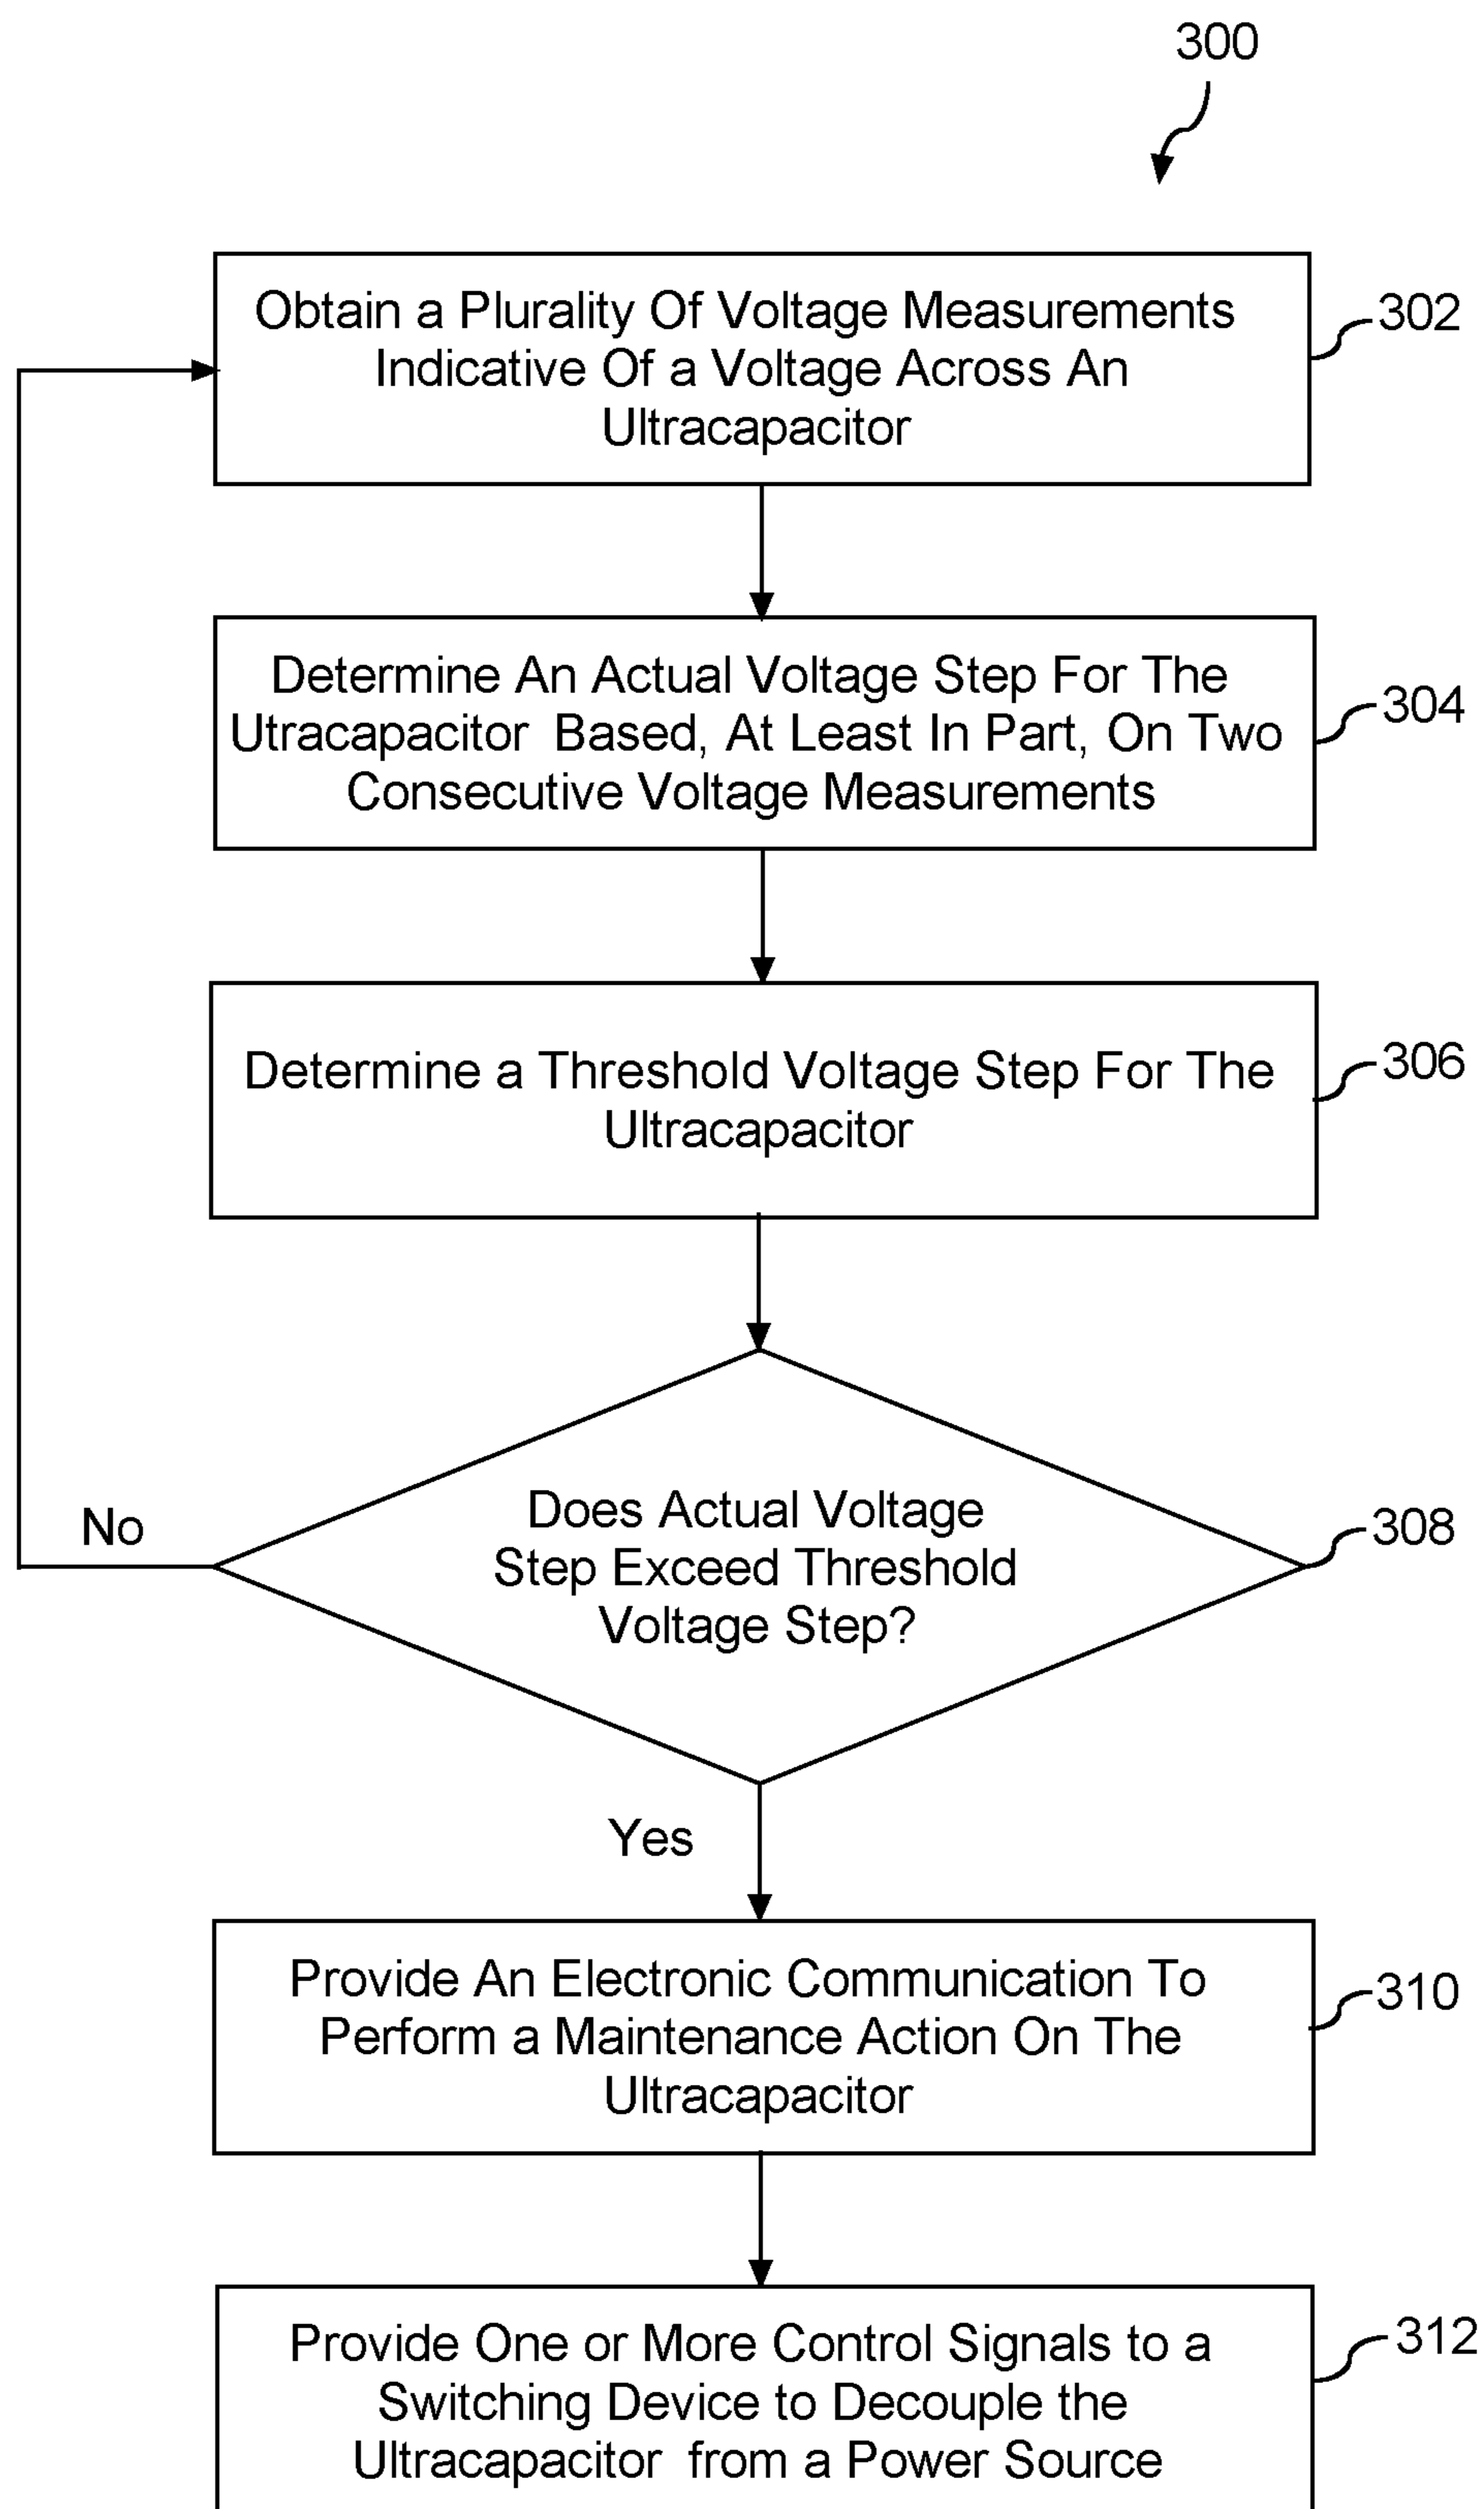 300
Obtain a Plurality Of Voltage Measurements
Indicative Of a Voltage Across An
Ultracapacitor
302
Determine An Actual Voltage Step For The
Utracapacitor Based, At Least In Part, On Two
Consecutive Voltage Measurements
304
Determine a Threshold Voltage Step For The
Ultracapacitor
306
Does Actual Voltage
Step Exceed Threshold
Voltage Step?
308
No
Yes
Provide An Electronic Communication To
Perform a Maintenance Action On The
Ultracapacitor
310
Provide One or More Control Signals to a
Switching Device to Decouple the
Ultracapacitor from a Power Source
312